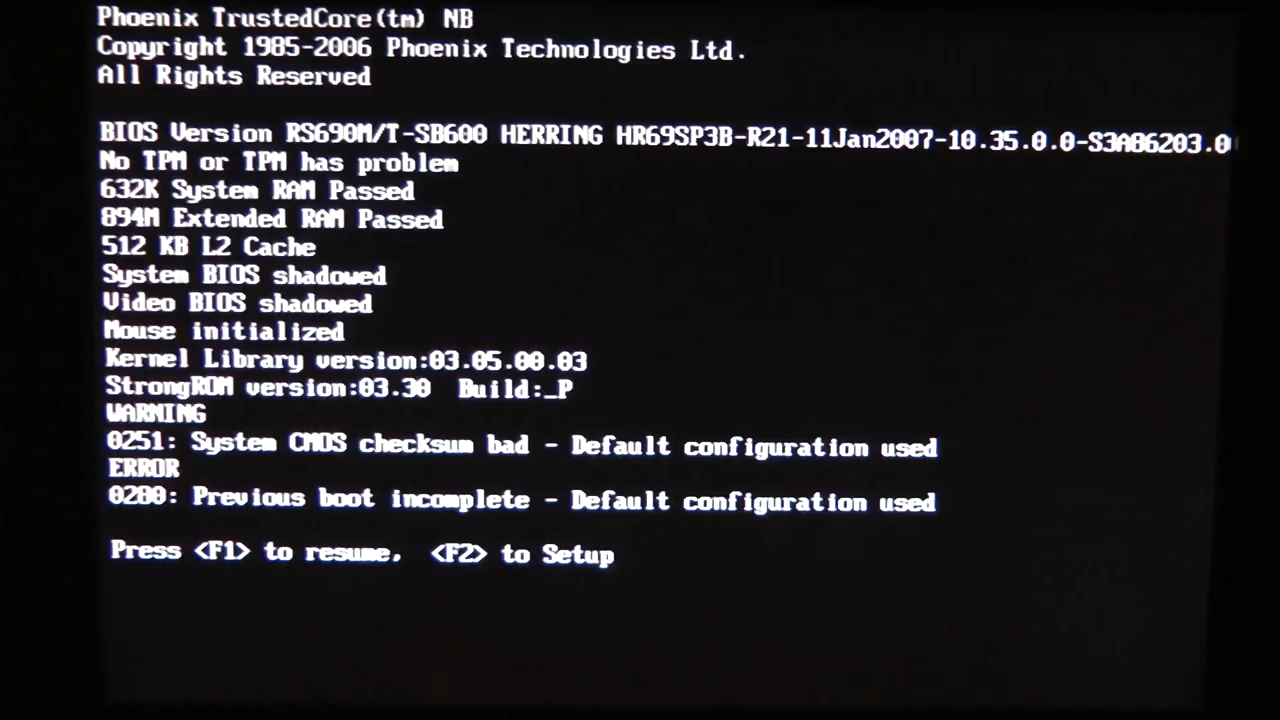 Phoenix TrustedCore(tm) NB
Copyright 1985-2006 Phoenix Technologies Ltd.
All Rights Reserved
BIOS Version RS690M/T-SB600 HERRING HR69SP3B-R21-11Jan2007-10.35.0.0-S3A86203.0
No TPM or TPM has problem
632K System RAM Passed
894M Extended RAM Passed
512 KB L2 Cache
System BIOS shadowed
Video BIOS shadowed
Mouse initialized
Kernel Library version:03.05.00.03
StrongROM version:03.30 Build:_P
WARNING
0251: System CMOS checksum bad - Default configuration used
ERROR
0280: Previous boot incomplete - Default configuration used
Press <F1> to resume, <F2> to Setup